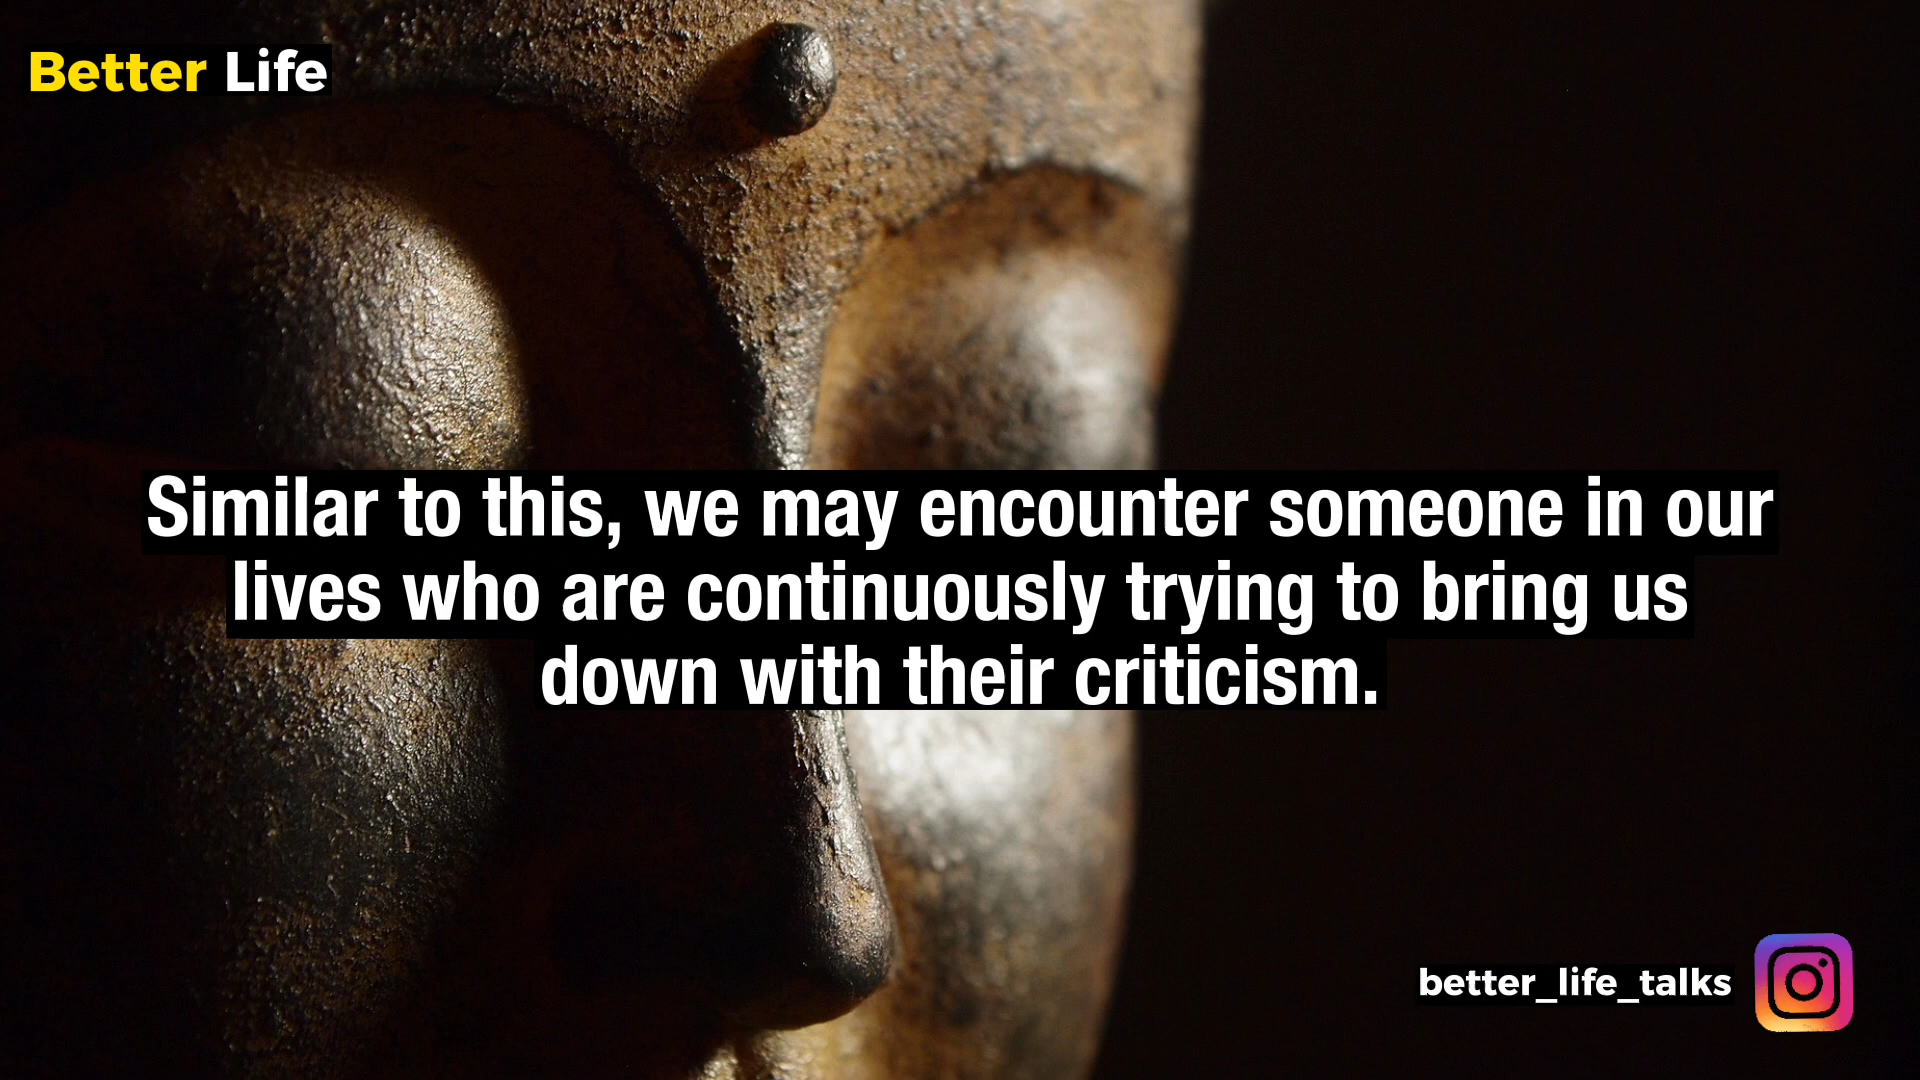 Better Life
Similar to this, we may encounter someone in our
lives who are continuously trying to bring us
down with their criticism.
better_life_talks